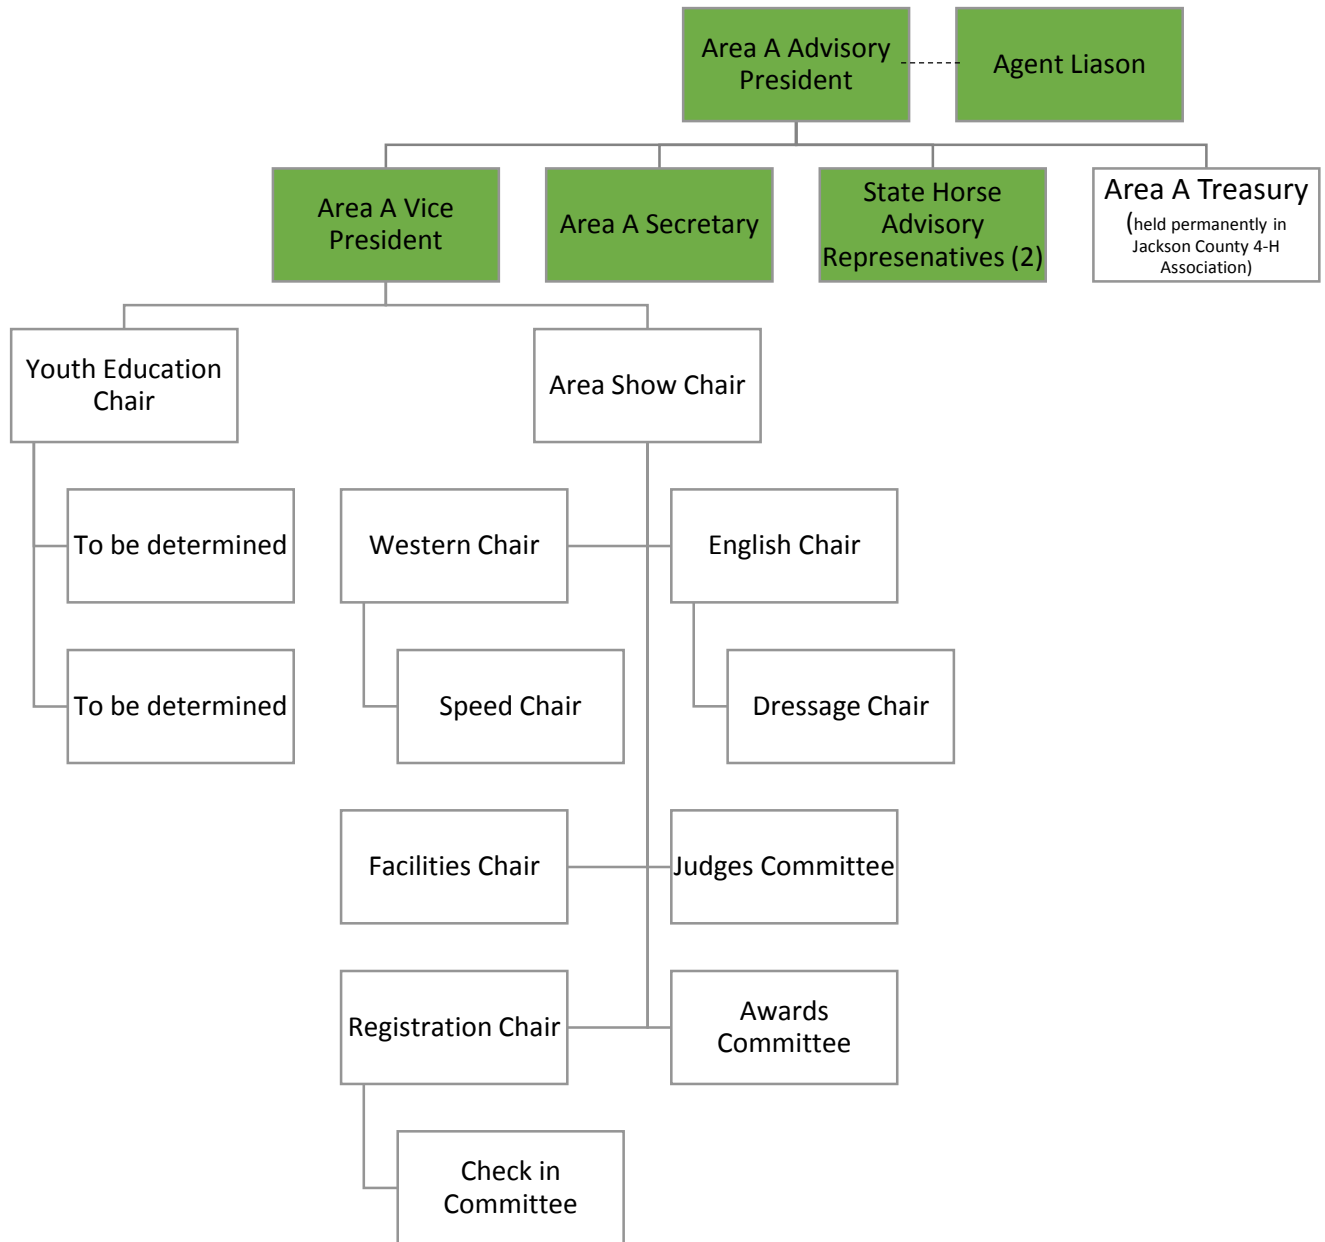 Area A Advisory
President
Agent Liason
Area A Vice
President
Area A Secretary
State Horse
Advisory
Represenatives (2)
Area A Treasury
(held permanently in
Jackson County 4-H
Association)
Youth Education
Chair
Area Show Chair
To be determined
Western Chair
English Chair
To be determined
Speed Chair
Dressage Chair
Facilities Chair
Judges Committee
Registration Chair
Awards
Committee
Check in
Committee